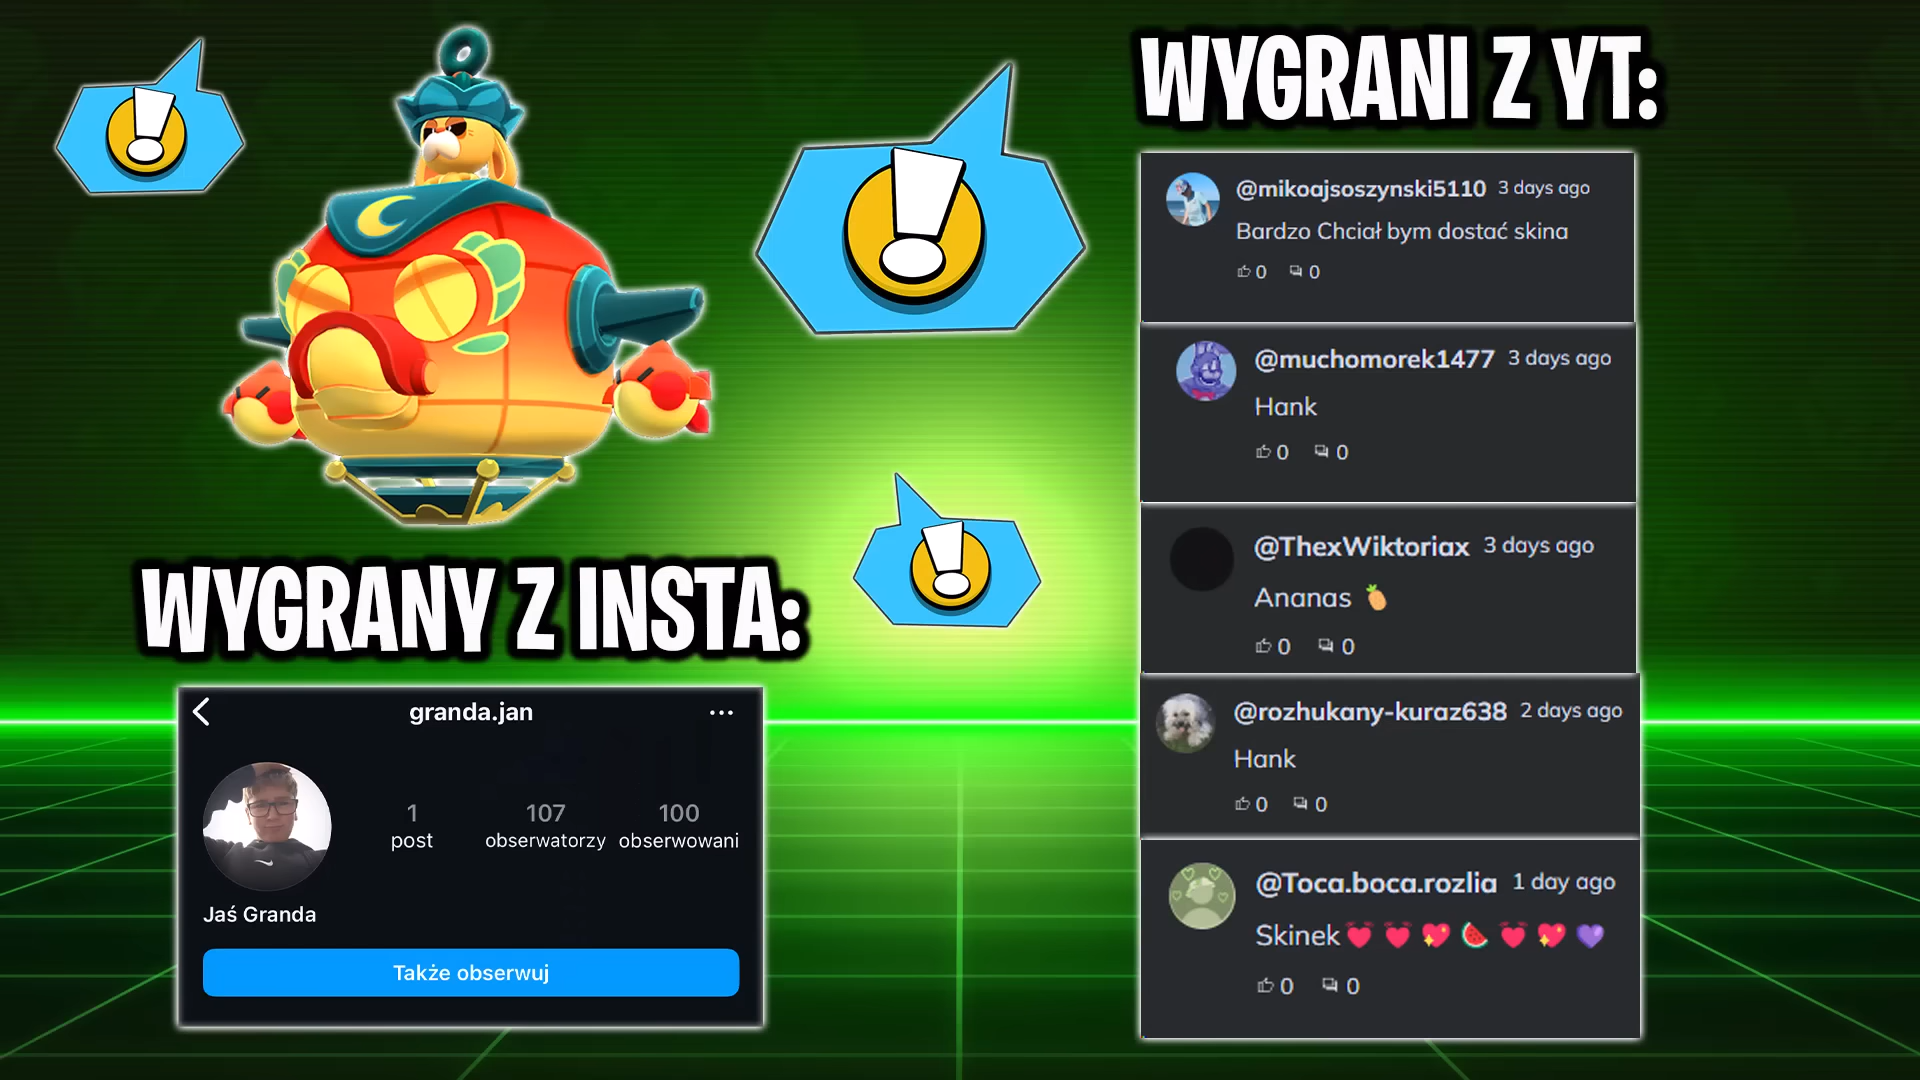 WYGRANI Z YT:
@mikoajsoszynski5110 3 days ago
Bardzo Chciał bym dostać skina
0 0
@muchomorek1477 3 days ago
Hank
0 0
@ThexWiktoriax 3 days ago
Ananas 🍍
0 0
@rozhukany-kuraz638 2 days ago
Hank
0 0
@Toca.boca.rozlia 1 day ago
Skinek💓 💓 💖 🍉 💓 💖 💜
0 0
WYGRANY Z INSTA:
granda.jan
1 107 100
post obserwatorzy obserwowani
Jaś Granda
Także obserwuj